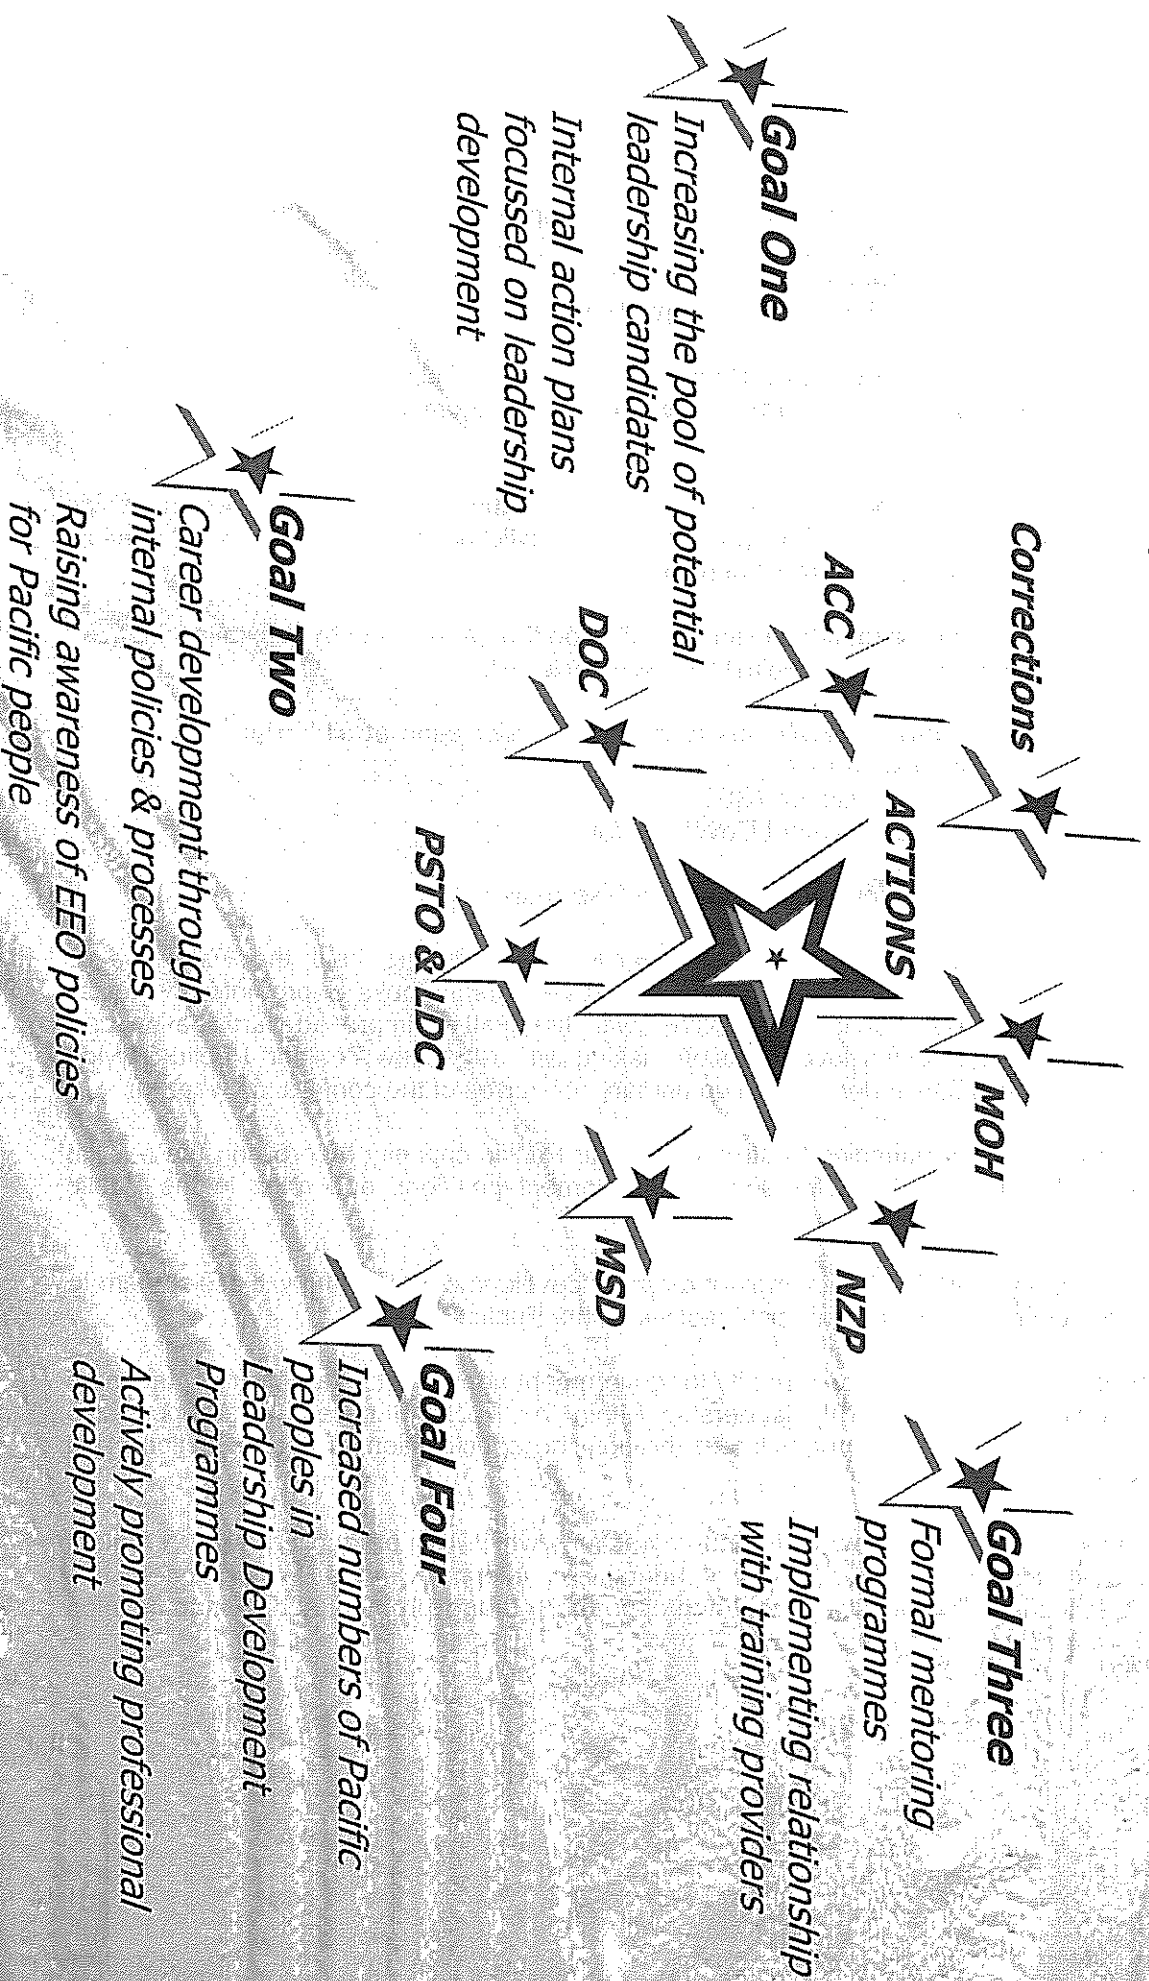 Corrections
MOH
ACC
ACTIONS
NZP
DOC
MSD
PSTO & LDC
Goal One
Increasing the pool of potential
leadership candidates
Internal action plans
focussed on leadership
development
Goal Two
Career development through
internal policies & processes
Raising awareness of EEO policies
for Pacific people
Goal Three
Formal mentoring
programmes
Implementing relationship
with training providers
Goal Four
Increased numbers of Pacific
peoples in
Leadership Development
Programmes
Actively promoting professional
development